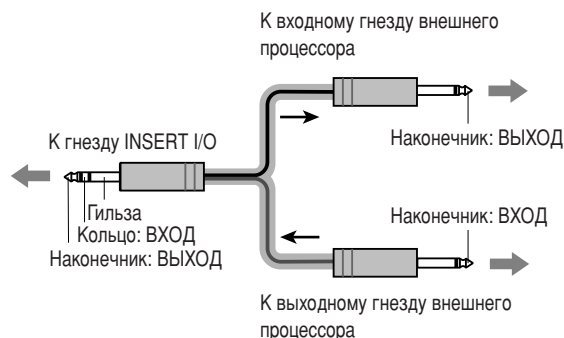 К входному гнезду внешнего
процессора
Наконечник: ВЫХОД
К гнезду INSERT I/O
Гильза
Кольцо: ВХОД
Наконечник: ВЫХОД
Наконечник: ВХОД
К выходному гнезду внешнего
процессора